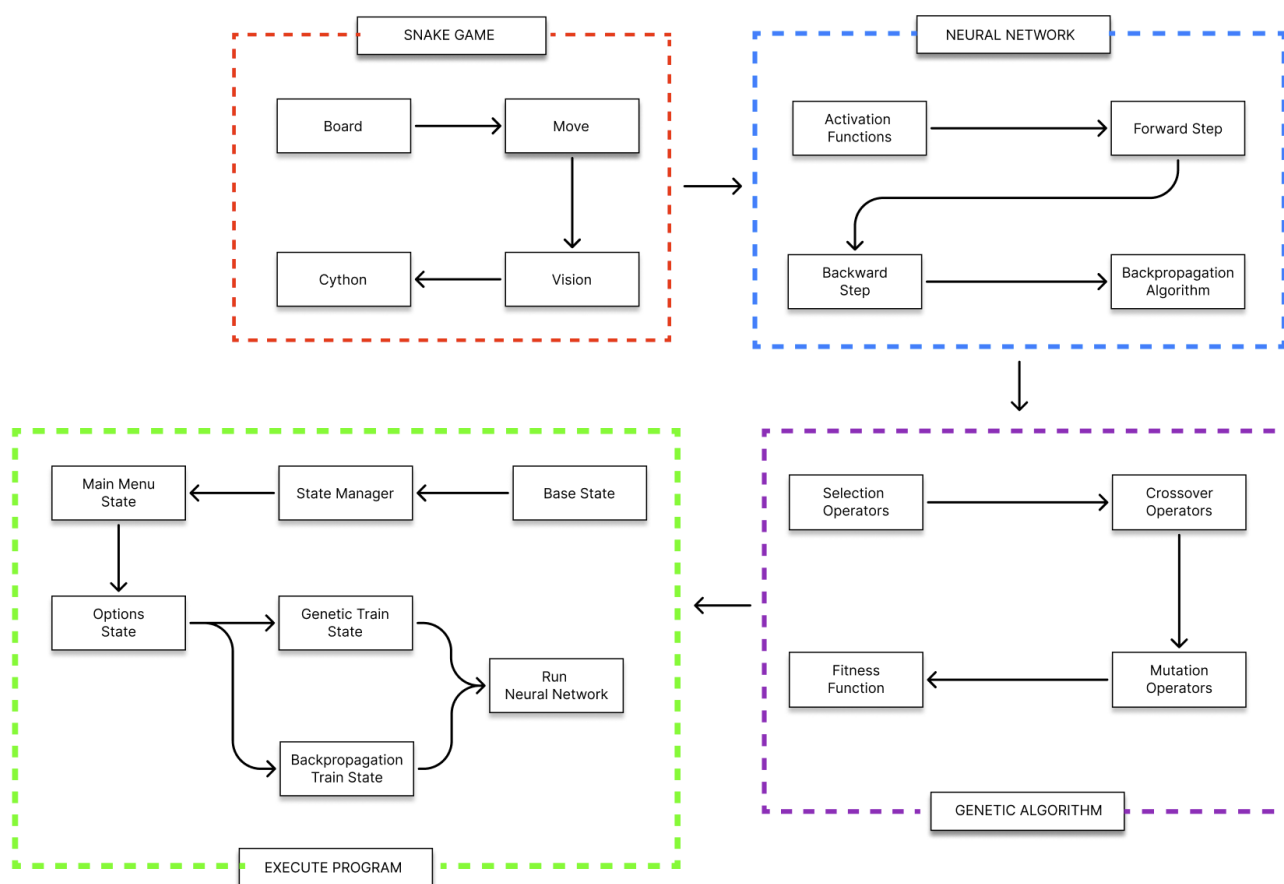 SNAKE GAME
Board
Move
Cython
Vision
NEURAL NETWORK
Activation
Functions
Forward Step
Backward
Step
Backpropagation
Algorithm
Main Menu
State
State Manager
Base State
Options
State
Genetic Train
State
Run
Neural Network
Backpropagation
Train State
EXECUTE PROGRAM
Selection
Operators
Crossover
Operators
Fitness
Function
Mutation
Operators
GENETIC ALGORITHM